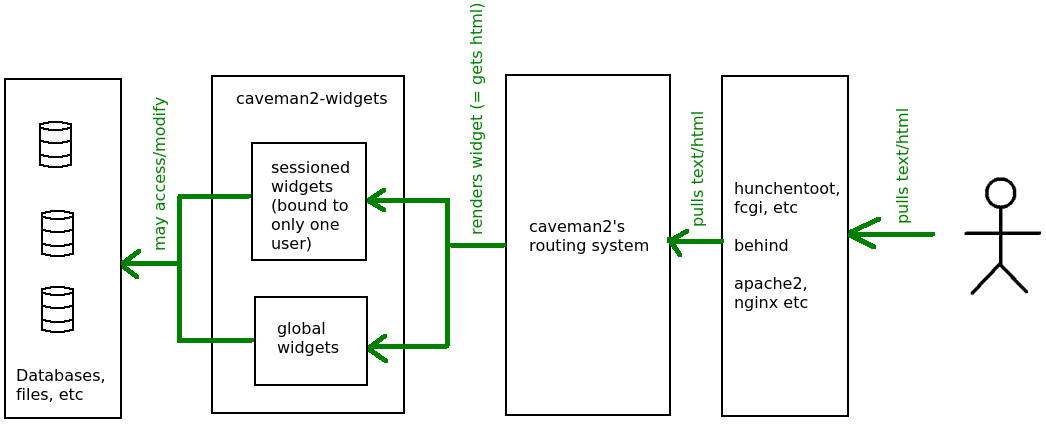 Databases,
files, etc
may access/modify
caveman2-widgets
sessioned
widgets
(bound to
only one
user)
global
widgets
renders widget (= gets html)
caveman2's
routing system
pulls text/html
hunchentoot,
fcgi, etc
behind
apache2,
nginx etc
pulls text/html